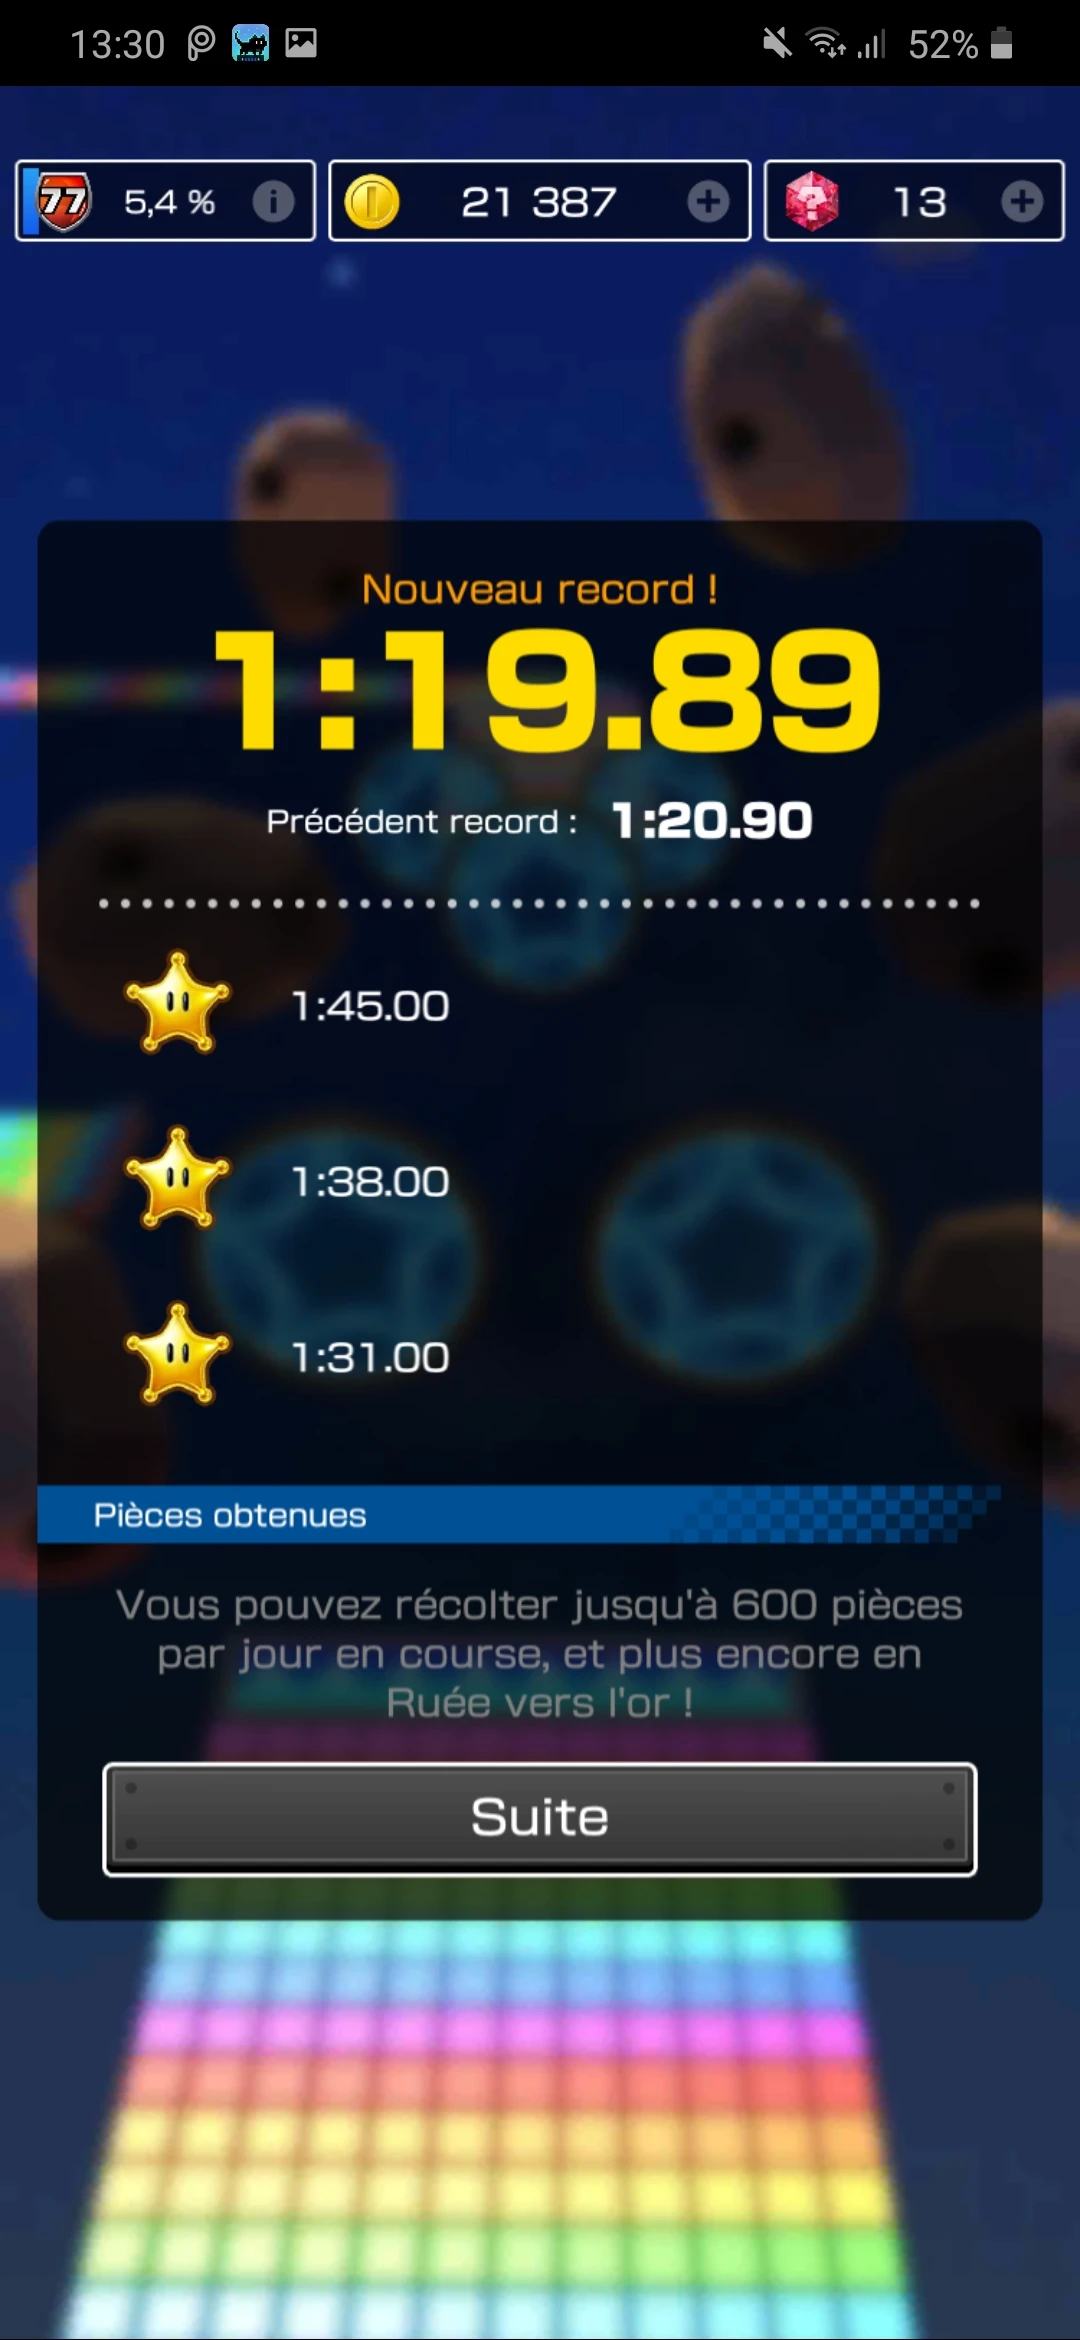 13:30 52%
77 5,4 % 21 387 13
Nouveau record !
1:19.89
Précédent record : 1:20.90
1:45.00
1:38.00
1:31.00
Pièces obtenues
Vous pouvez récolter jusqu'à 600 pièces
par jour en course, et plus encore en
Ruée vers l'or !
Suite